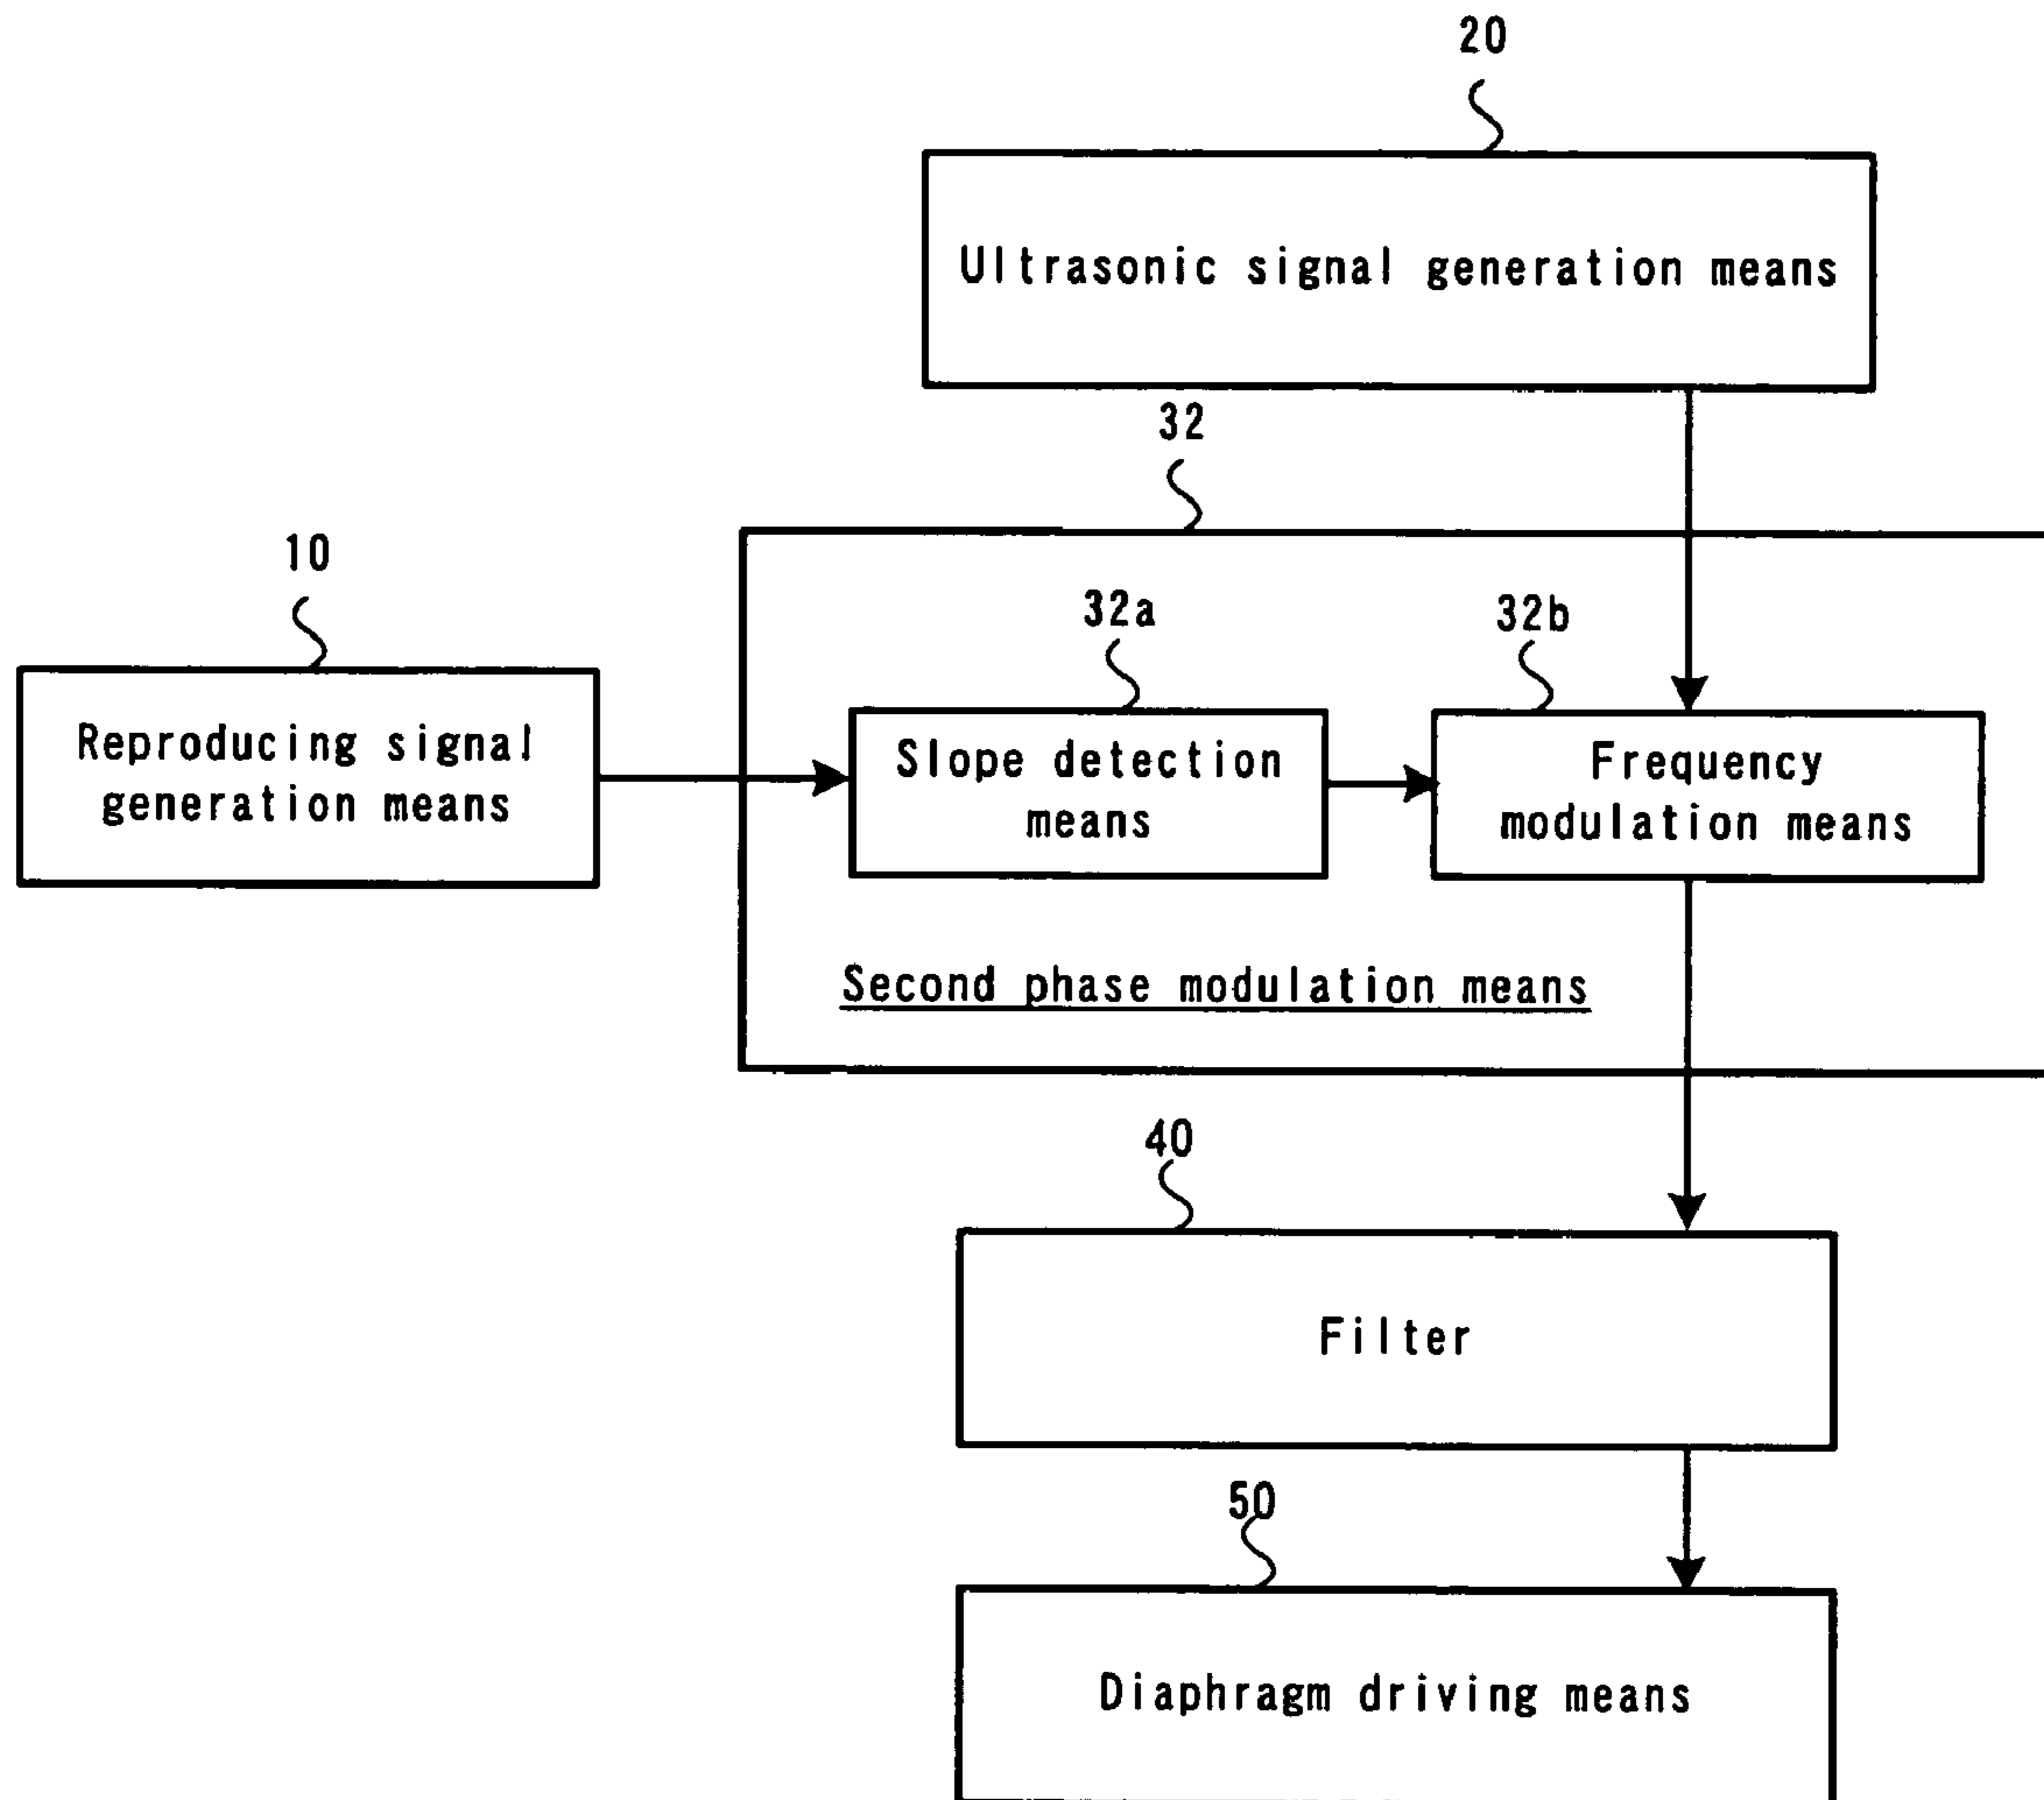 20
Ultrasonic signal generation means
32
10
32a
32b
Reproducing signal
generation means
Slope detection
means
Frequency
modulation means
Second phase modulation means
40
Filter
50
Diaphragm driving means